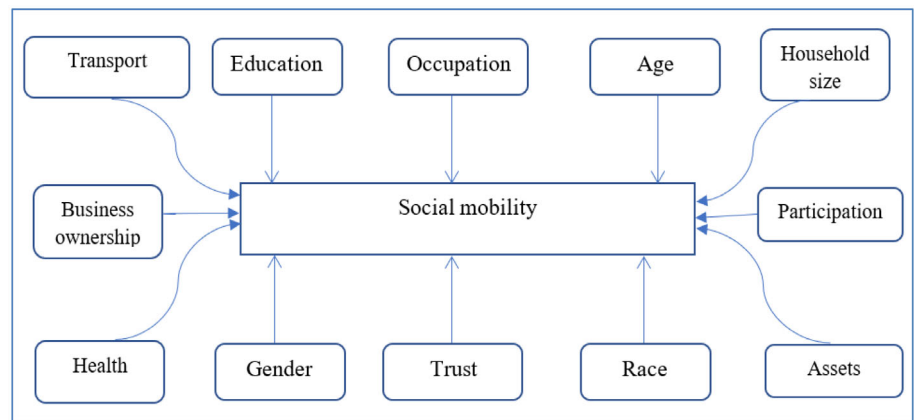 Transport
Education
Occupation
Age
Household
size
Business
ownership
Social mobility
Participation
Health
Gender
Trust
Race
Assets